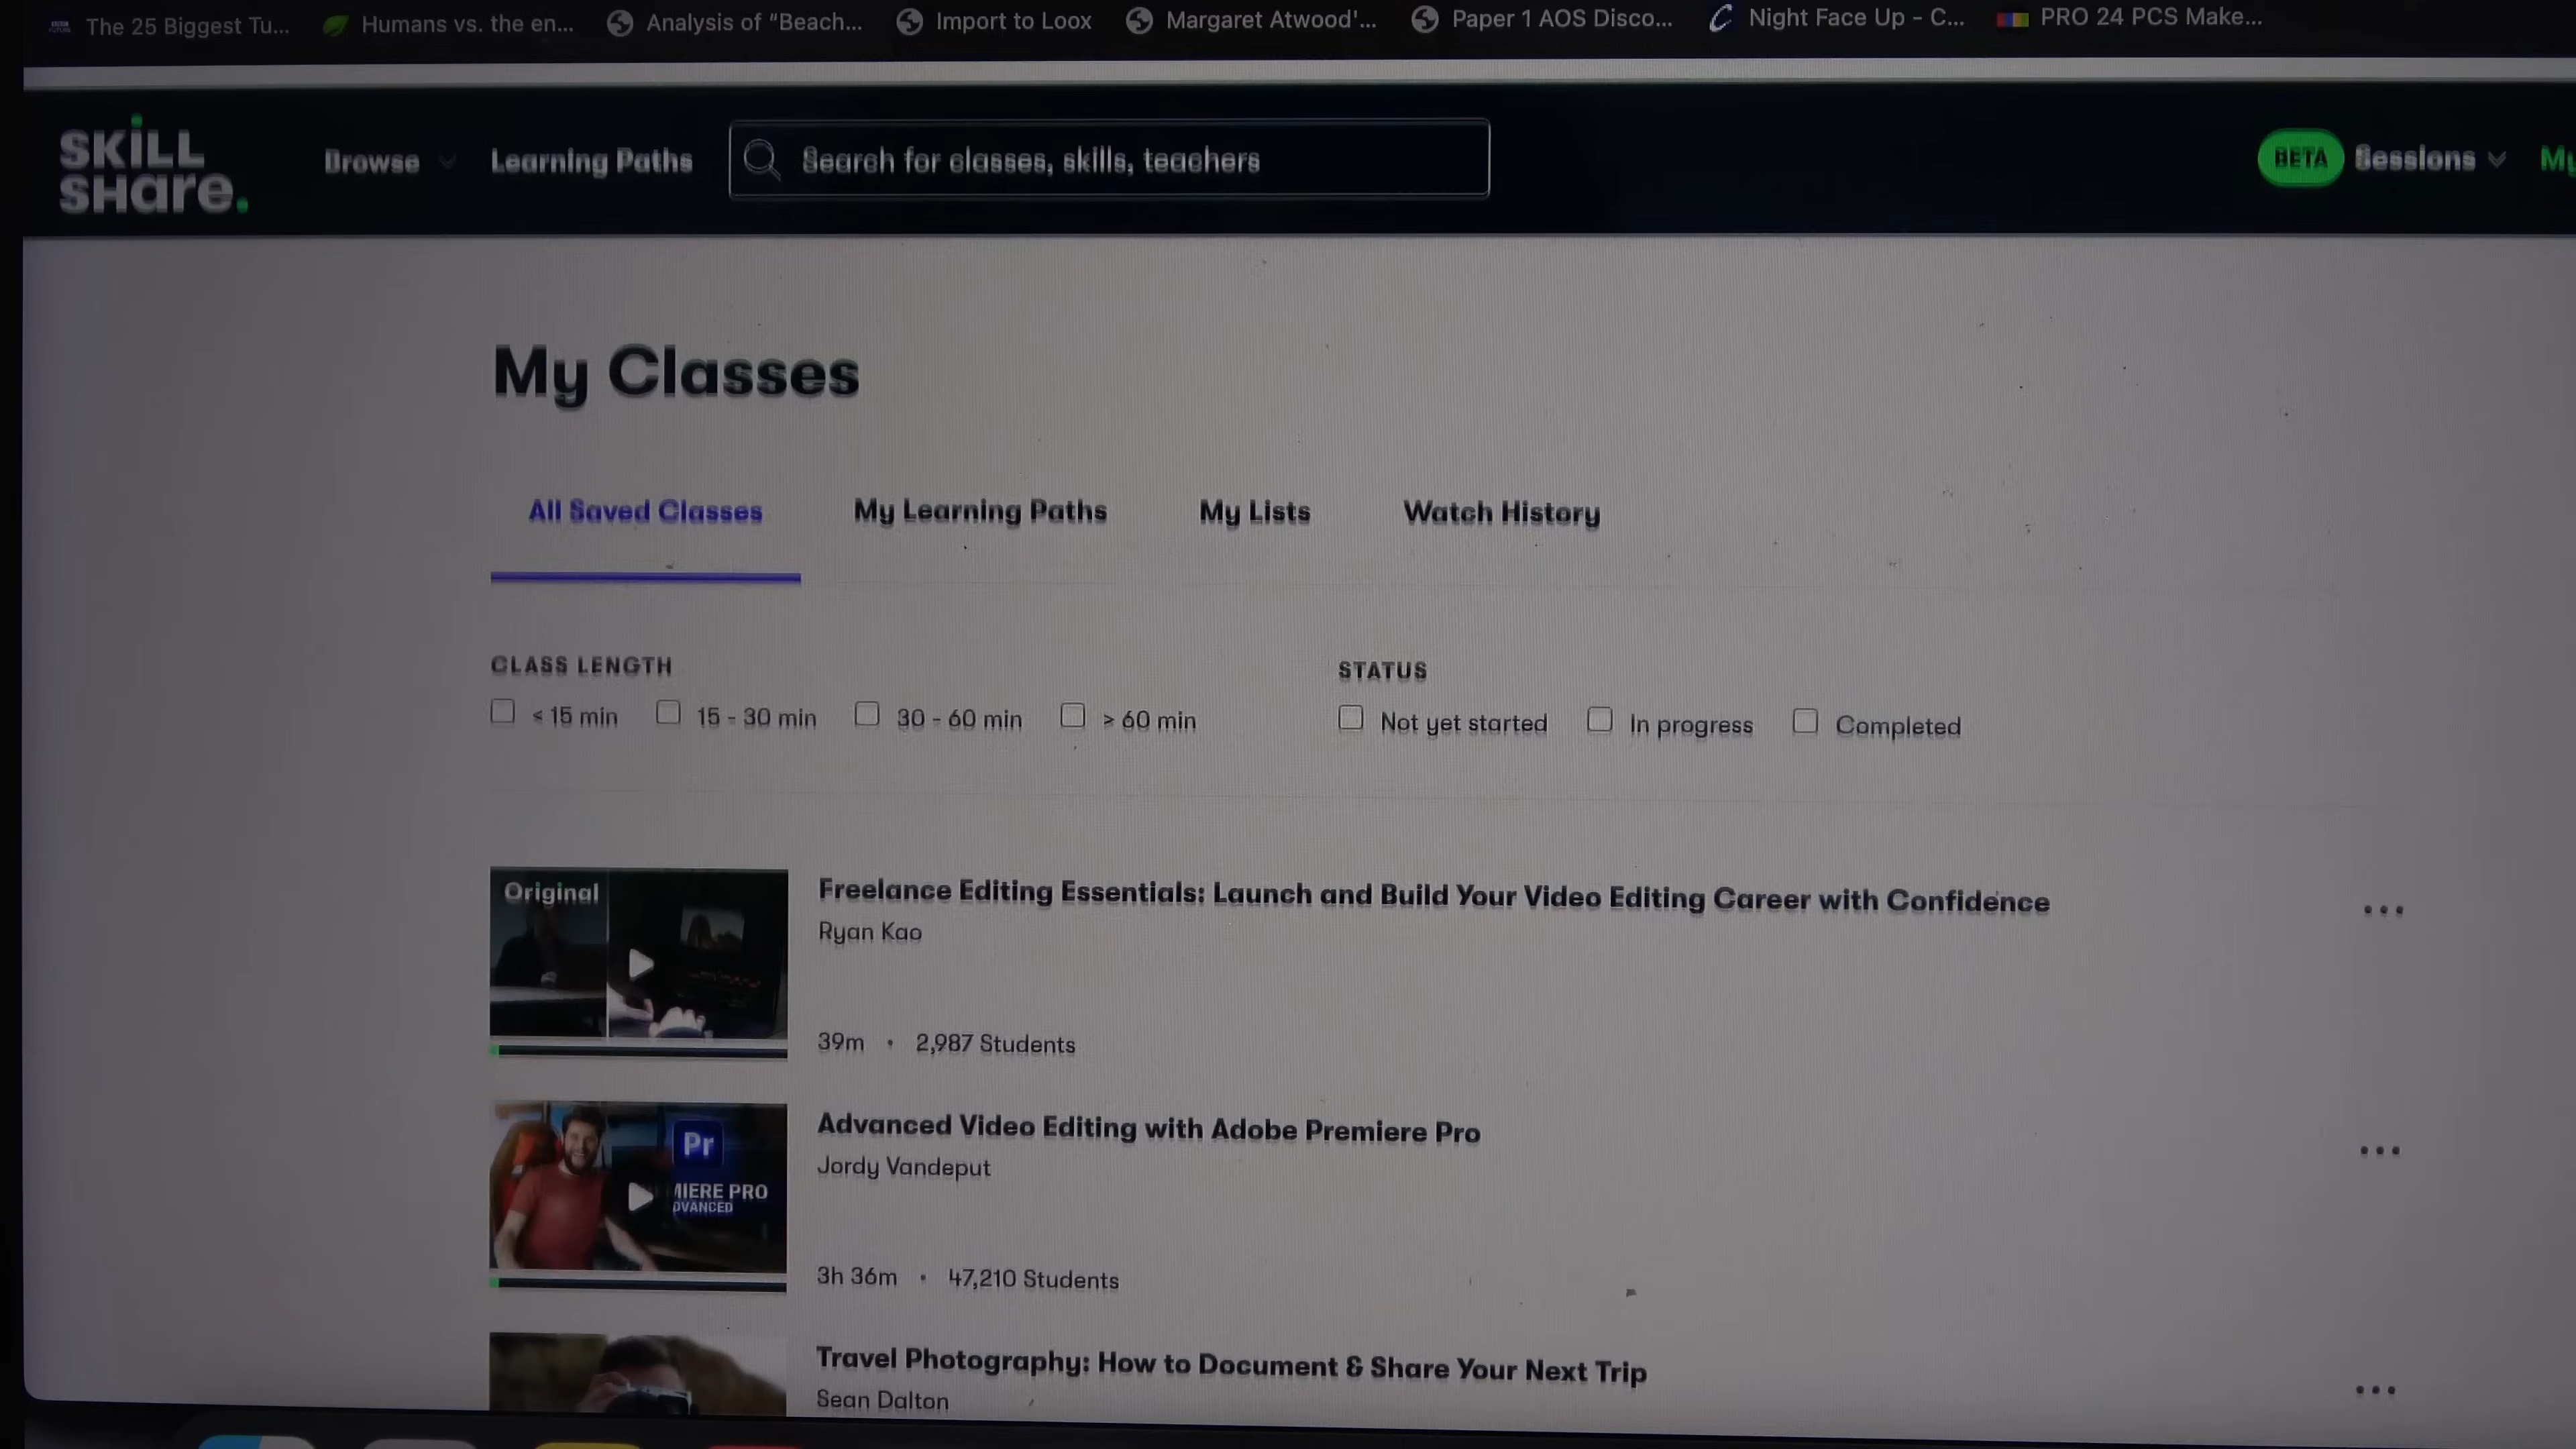 The 25 Biggest Tu...
Humans vs. the en...
Analysis of “Beach...
Import to Loox
Margaret Atwood'...
Paper 1 AOS Disco...
Night Face Up - C...
PRO 24 PCS Make...
SKILL
SHare.
Browse
Learning Paths
Search for classes, skills, teachers
BETA
Sessions
My
My Classes
All Saved Classes
My Learning Paths
My Lists
Watch History
CLASS LENGTH
< 15 min
15 - 30 min
30 - 60 min
> 60 min
STATUS
Not yet started
In progress
Completed
Original
Freelance Editing Essentials: Launch and Build Your Video Editing Career with Confidence
Ryan Kao
39m • 2,987 Students
Pr
MIERE PRO
DVANCED
Advanced Video Editing with Adobe Premiere Pro
Jordy Vandeput
3h 36m • 47,210 Students
Travel Photography: How to Document & Share Your Next Trip
Sean Dalton